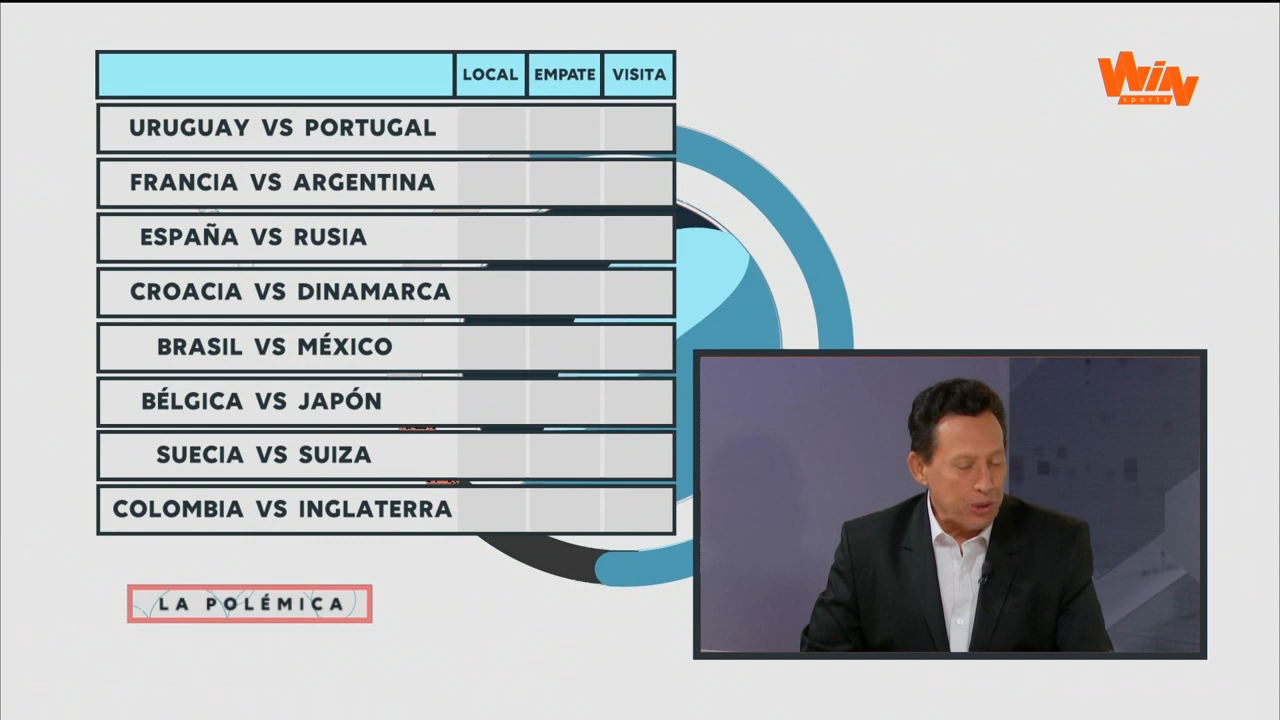 LOCAL EMPATE VISITA
WIN
sports
URUGUAY VS PORTUGAL
FRANCIA VS ARGENTINA
ESPAÑA VS RUSIA
CROACIA VS DINAMARCA
BRASIL VS MÉXICO
BÉLGICA VS JAPÓN
SUECIA VS SUIZA
COLOMBIA VS INGLATERRA
LA POLÉMICA